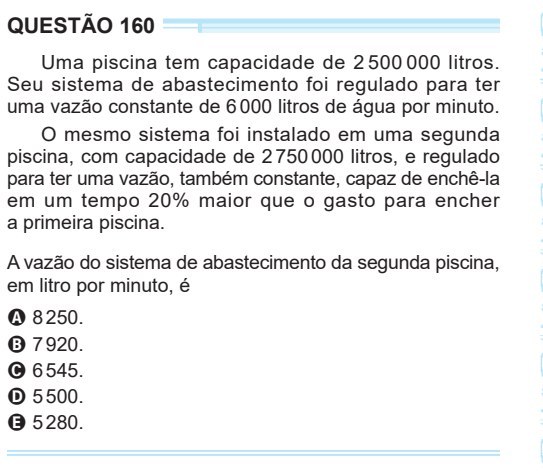 QUESTÃO 160
Uma piscina tem capacidade de 2 500 000 litros.
Seu sistema de abastecimento foi regulado para ter
uma vazão constante de 6 000 litros de água por minuto.
O mesmo sistema foi instalado em uma segunda
piscina, com capacidade de 2 750 000 litros, e regulado
para ter uma vazão, também constante, capaz de enchê-la
em um tempo 20% maior que o gasto para encher
a primeira piscina.
A vazão do sistema de abastecimento da segunda piscina,
em litro por minuto, é
A 8 250.
B 7 920.
C 6 545.
D 5 500.
E 5 280.